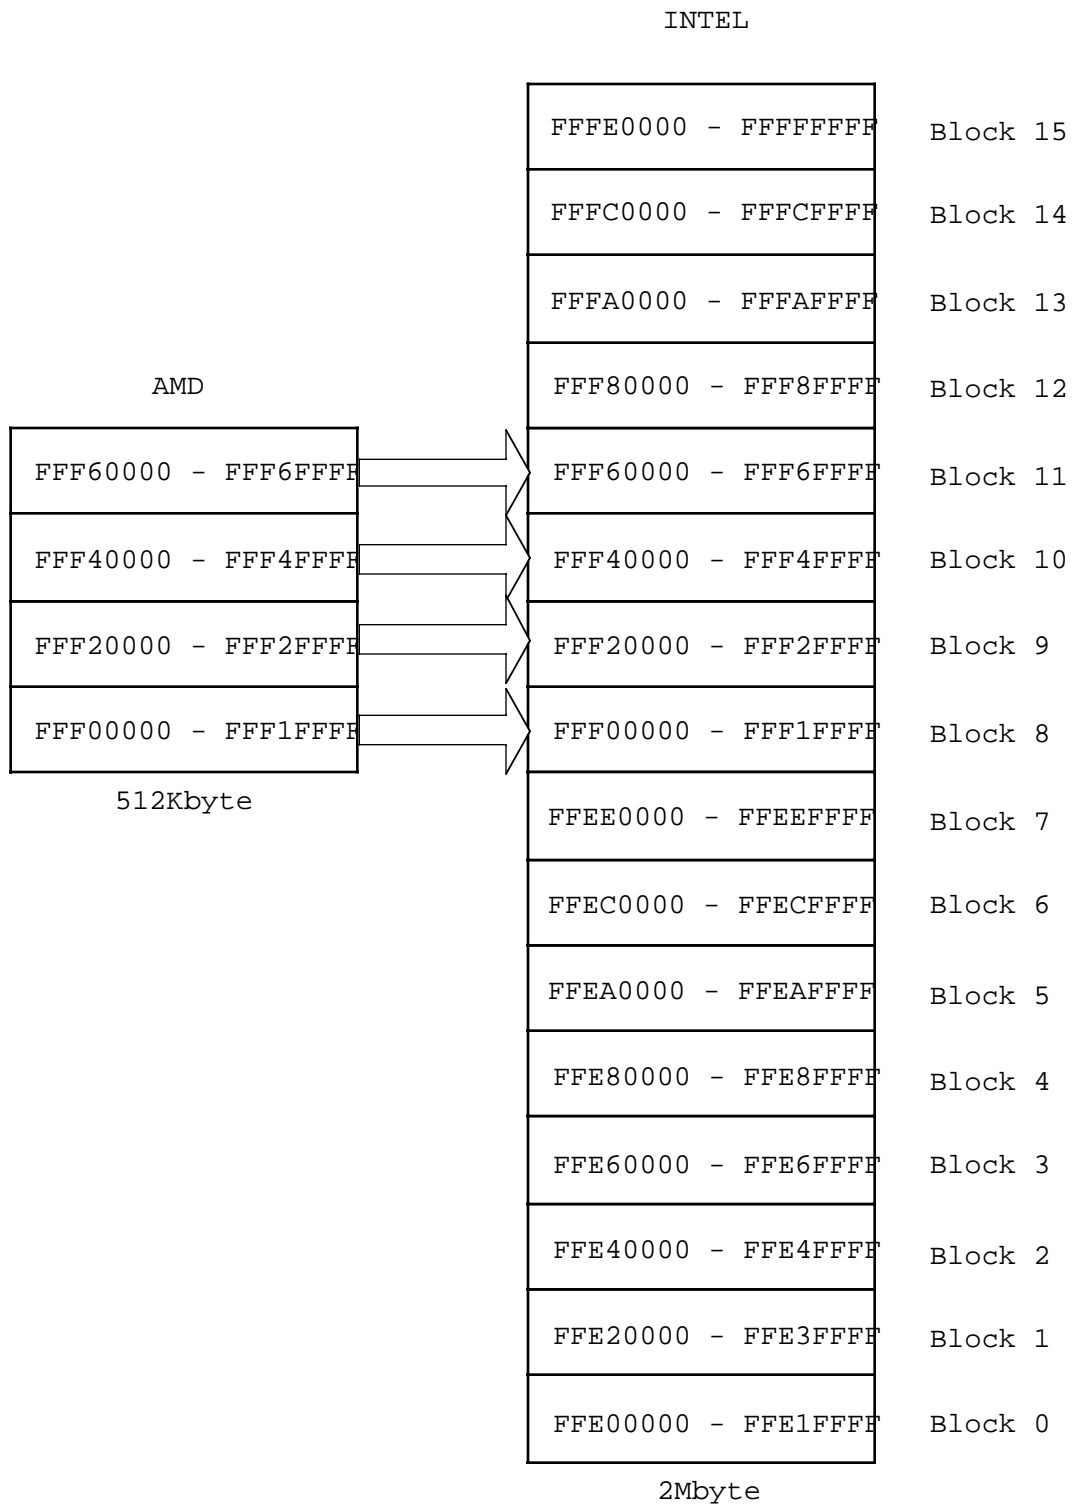 INTEL
FFFE0000 - FFFFFFFF Block 15
FFFC0000 - FFFCFFFF Block 14
FFFA0000 - FFFAFFFF Block 13
AMD
FFF80000 - FFF8FFFF Block 12
FFF60000 - FFF6FFFF FFF60000 - FFF6FFFF Block 11
FFF40000 - FFF4FFFF FFF40000 - FFF4FFFF Block 10
FFF20000 - FFF2FFFF FFF20000 - FFF2FFFF Block 9
FFF00000 - FFF1FFFF FFF00000 - FFF1FFFF Block 8
512Kbyte
FFEE0000 - FFEEFFFF Block 7
FFEC0000 - FFECFFFF Block 6
FFEA0000 - FFEAFFFF Block 5
FFE80000 - FFE8FFFF Block 4
FFE60000 - FFE6FFFF Block 3
FFE40000 - FFE4FFFF Block 2
FFE20000 - FFE3FFFF Block 1
FFE00000 - FFE1FFFF Block 0
2Mbyte